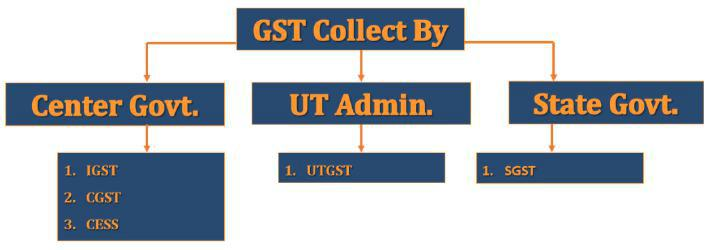 GST Collect By
Center Govt.
UT Admin.
State Govt.
1. IGST
2. CGST
3. CESS
1. UTGST
1. SGST